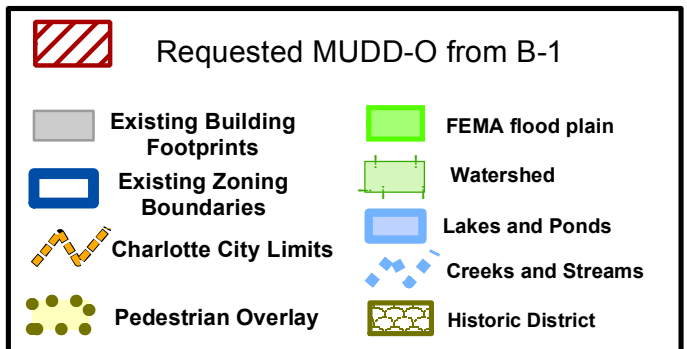 Requested MUDD-O from B-1
Existing Building
Footprints
Existing Zoning
Boundaries
Charlotte City Limits
Pedestrian Overlay
FEMA flood plain
Watershed
Lakes and Ponds
Creeks and Streams
Historic District